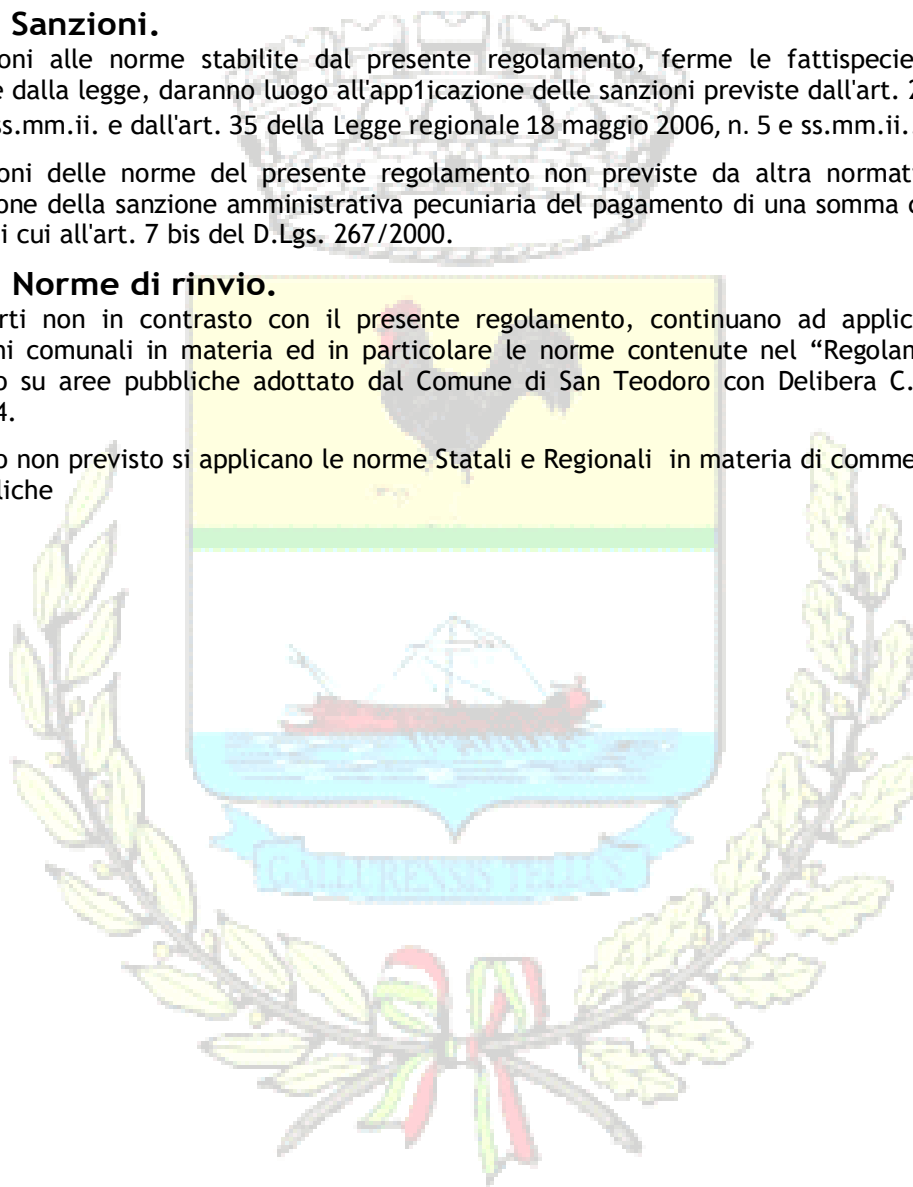 Sanzioni.
oni alle norme stabilite dal presente regolamento, ferme le fattispecie
e dalla legge, daranno luogo all'app1icazione delle sanzioni previste dall'art. 2
ss.mm.ii. e dall'art. 35 della Legge regionale 18 maggio 2006, n. 5 e ss.mm.ii.
oni delle norme del presente regolamento non previste da altra normati
one della sanzione amministrativa pecuniaria del pagamento di una somma
i cui all'art. 7 bis del D.Lgs. 267/2000.
Norme di rinvio.
rti non in contrasto con il presente regolamento, continuano ad applic
ni comunali in materia ed in particolare le norme contenute nel “Regolam
o su aree pubbliche adottato dal Comune di San Teodoro con Delibera C.
4.
o non previsto si applicano le norme Statali e Regionali in materia di comme
liche
GALLURENSIS TELLUS